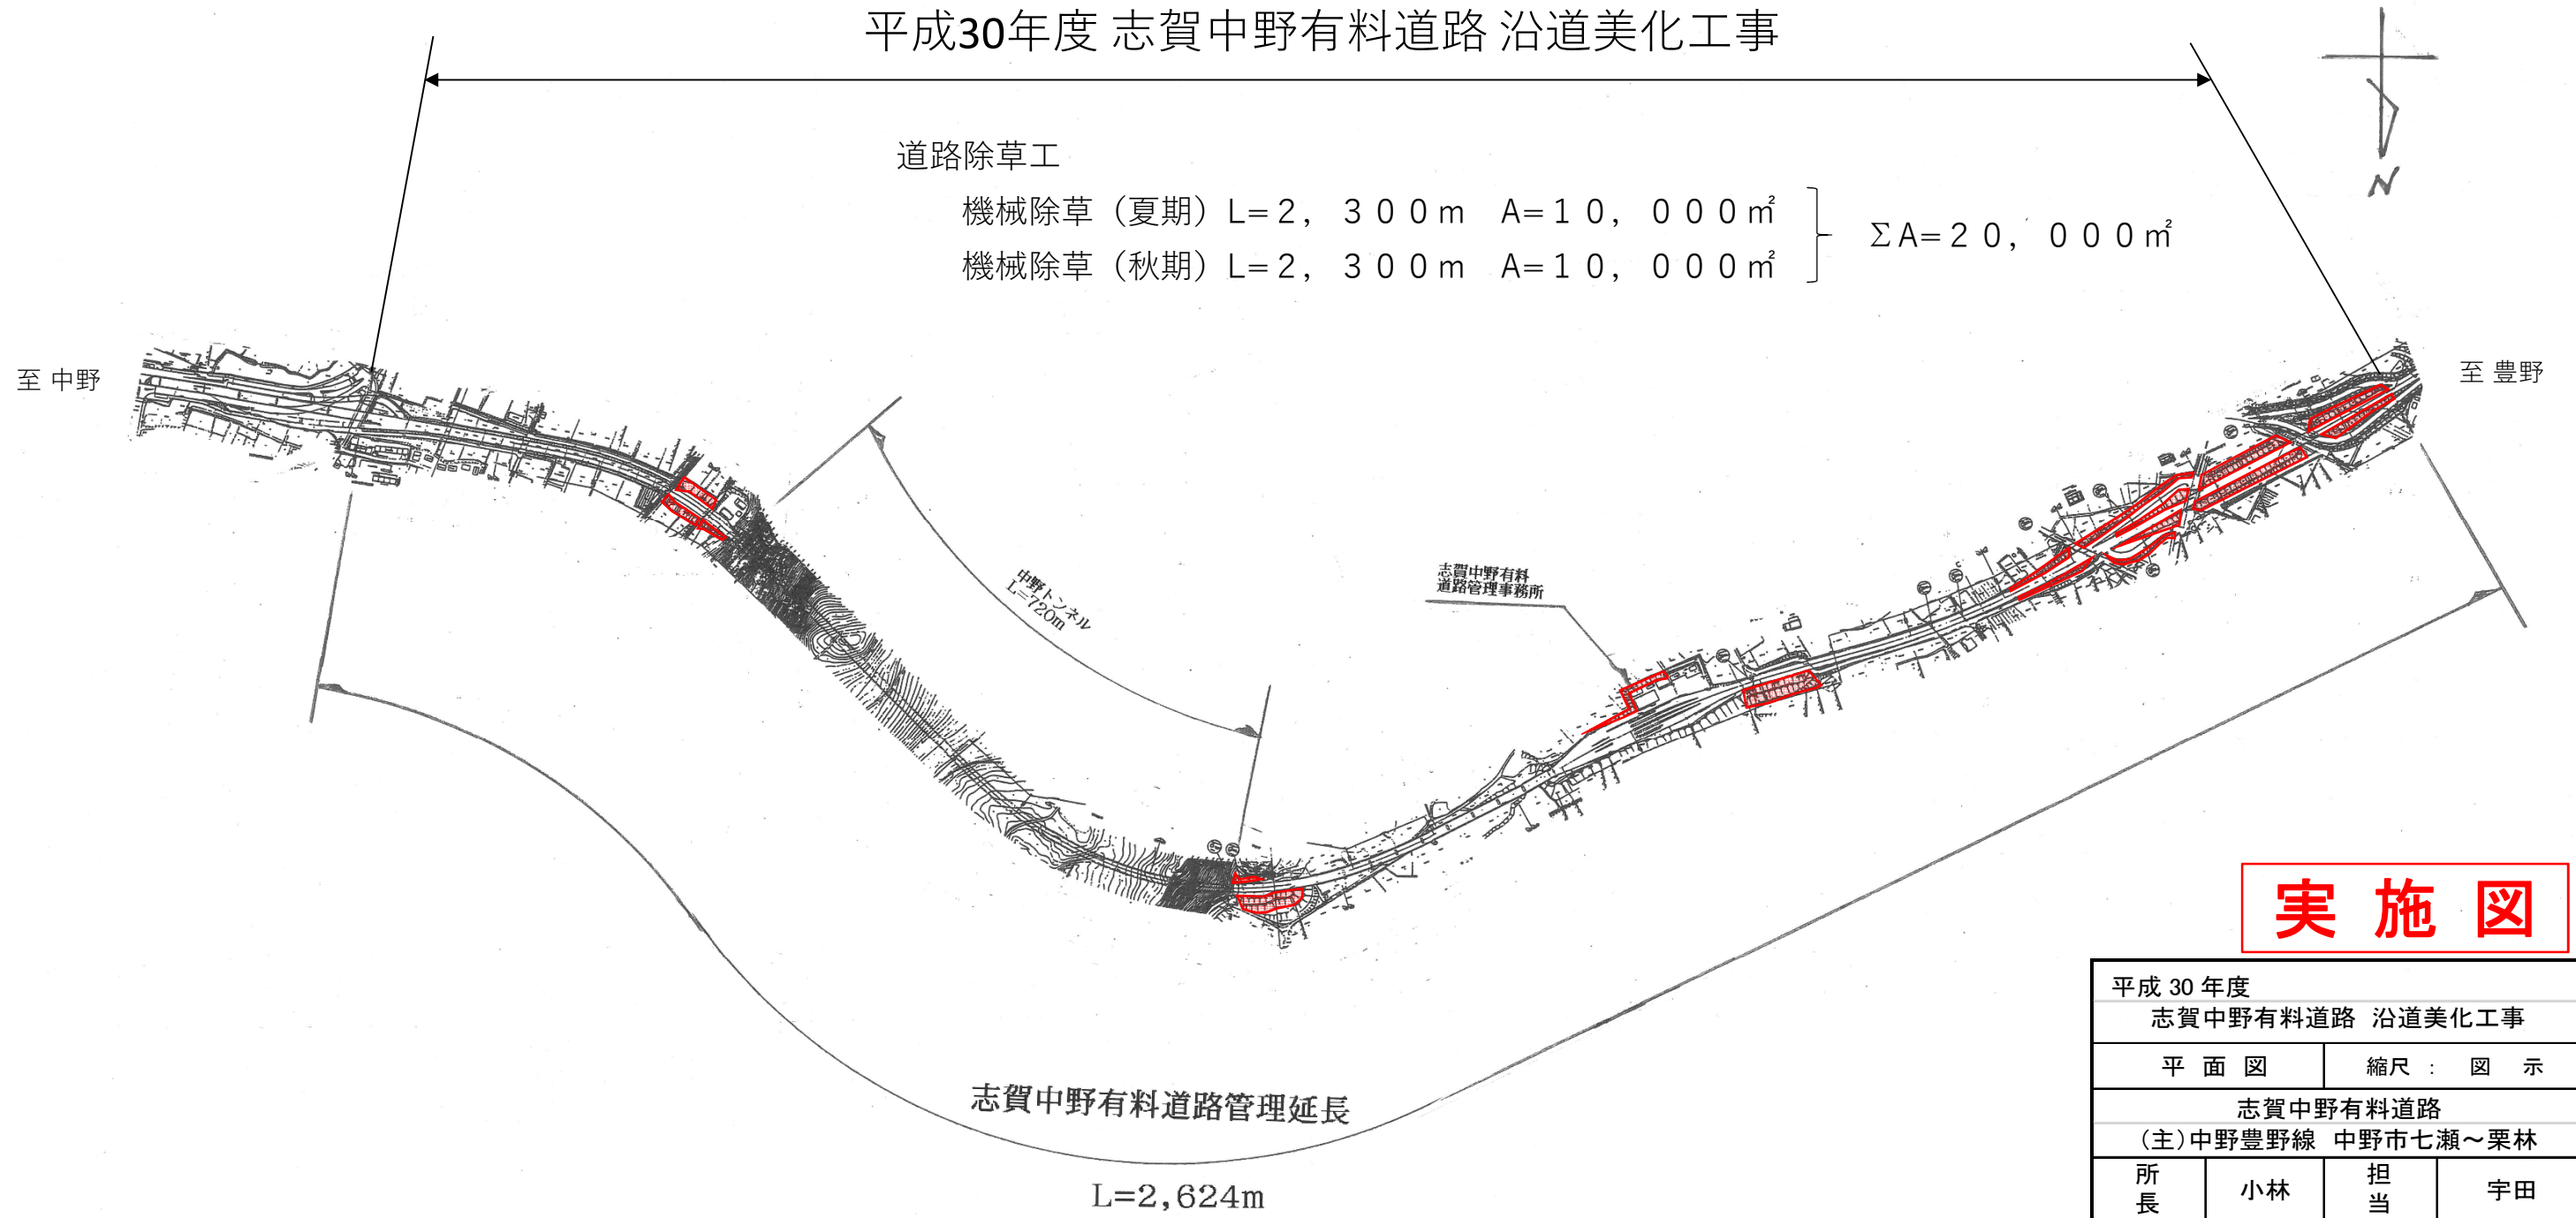 平成30年度 志賀中野有料道路 沿道美化工事
N
道路除草工
機械除草（夏期）L=２，３００ｍ　A=１０，０００㎡
機械除草（秋期）L=２，３００ｍ　A=１０，０００㎡
ΣA=２０，０００㎡
至 中野
至 豊野
中野トンネル
L=720m
志賀中野有料
道路管理事務所
志賀中野有料道路管理延長
L=2,624m
実 施 図
平成 30 年度
志賀中野有料道路 沿道美化工事
平 面 図
縮尺 : 図 示
志賀中野有料道路
(主)中野豊野線 中野市七瀬～栗林
所長
小林
担当
宇田